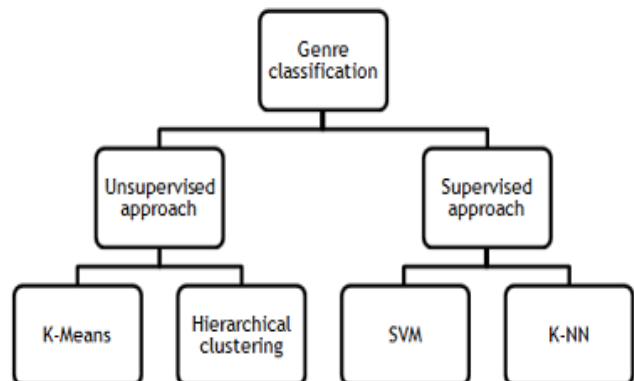 Genre
classification
Unsupervised
approach
Supervised
approach
K-Means
Hierarchical
clustering
SVM
K-NN